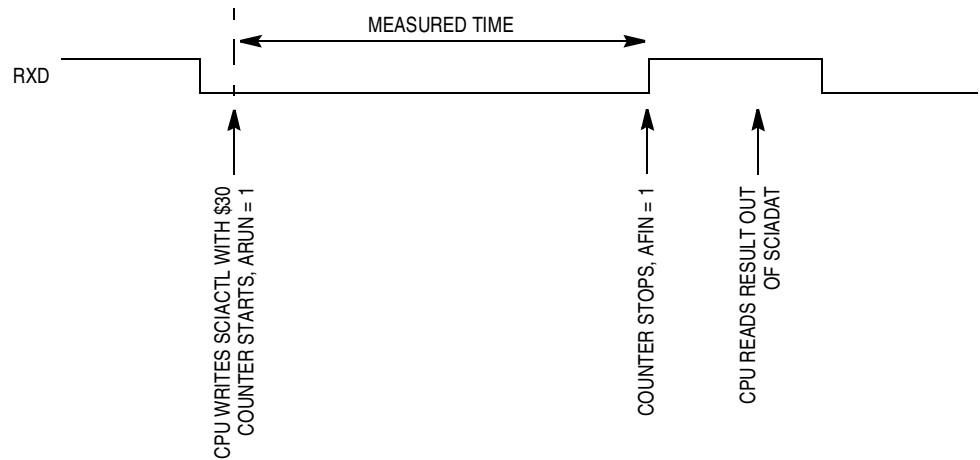 MEASURED TIME
RXD
CPU WRITES SCIACTL WITH $30
COUNTER STARTS, ARUN = 1
COUNTER STOPS, AFIN = 1
CPU READS RESULT OUT
OF SCIADAT